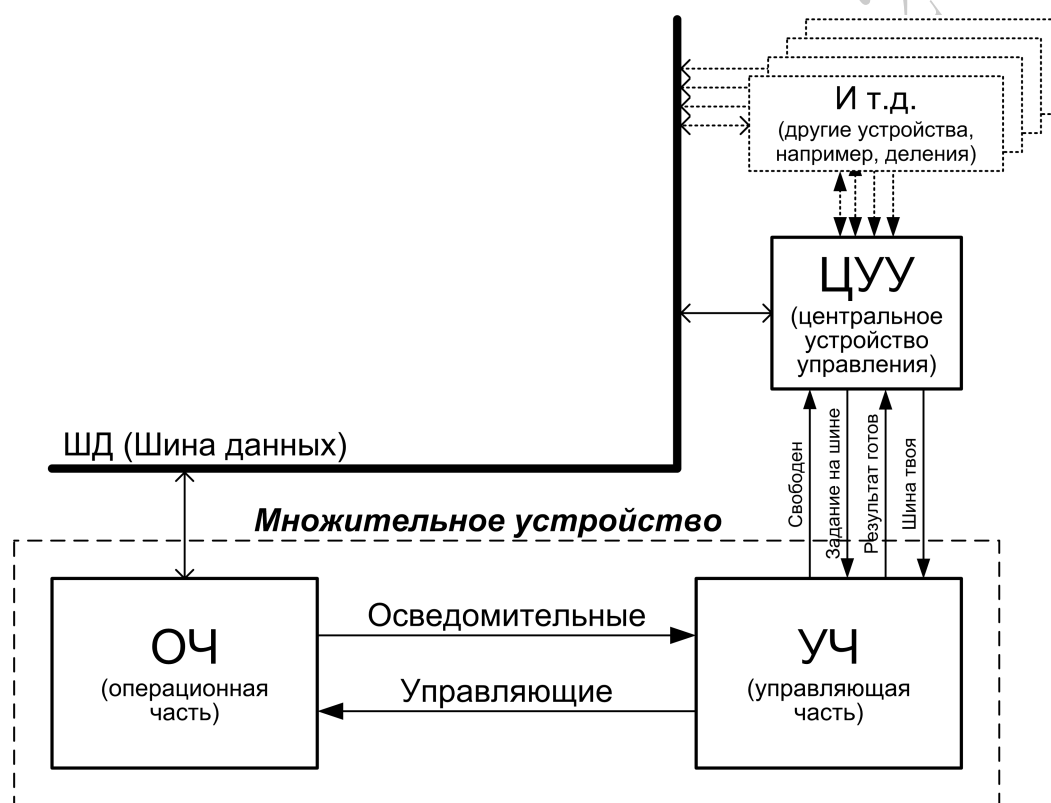 И т.д.
(другие устройства,
например, деления)
ЦУУ
(центральное
устройство
управления)
ШД (Шина данных)
Свободен
Задание на шине
Результат готов
Шина твоя
Множительное устройство
ОЧ
(операционная
часть)
Осведомительные
Управляющие
УЧ
(управляющая
часть)